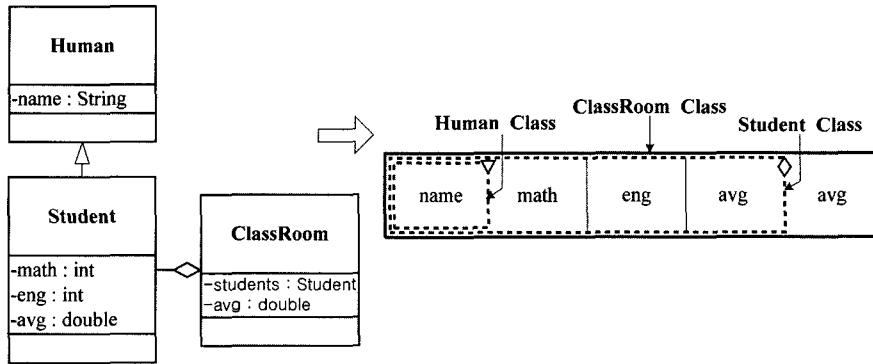 Human
-name : String
Student
-math : int
-eng : int
-avg : double
ClassRoom
-students : Student
-avg : double
ClassRoom Class
Human Class
Student Class
name math eng avg avg